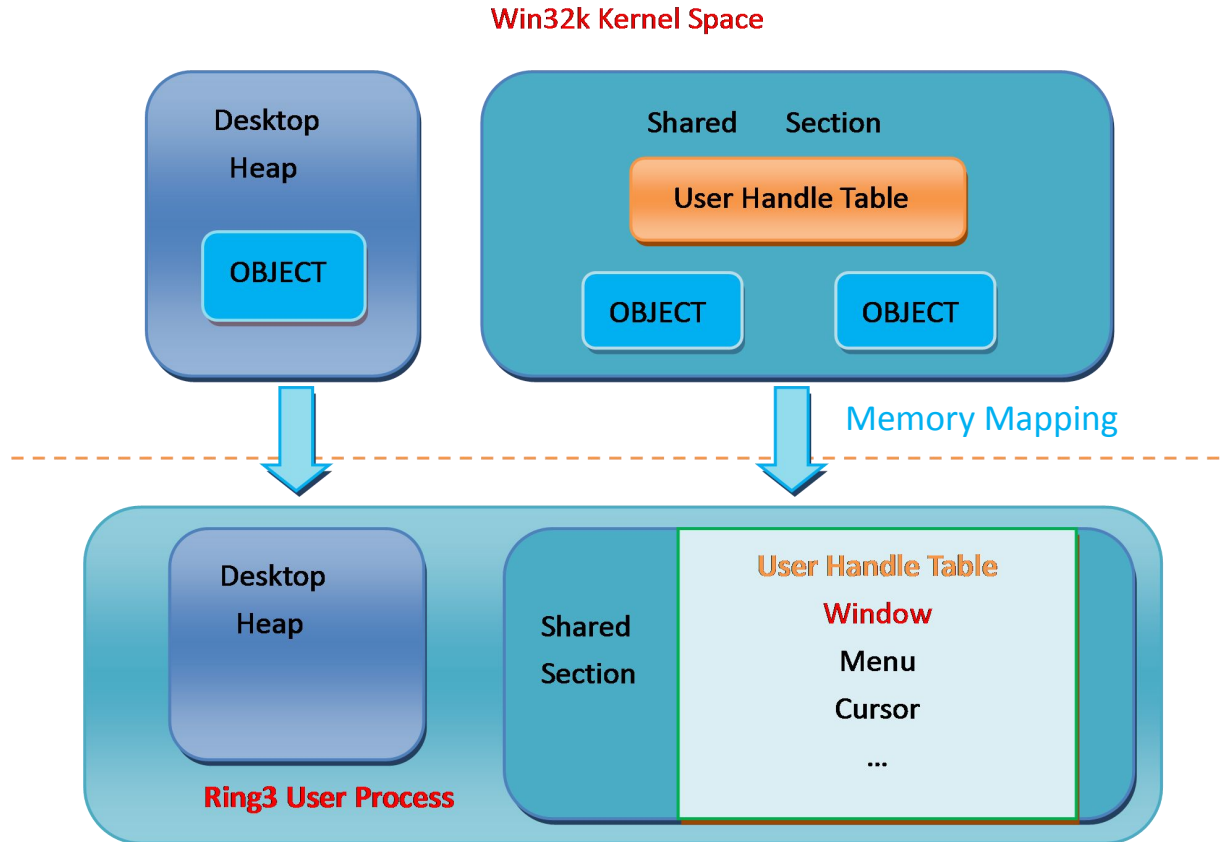 Win32k Kernel Space
Desktop
Heap
OBJECT
Shared Section
User Handle Table
OBJECT
OBJECT
Memory Mapping
Desktop
Heap
Ring3 User Process
Shared
Section
User Handle Table
Window
Menu
Cursor
...